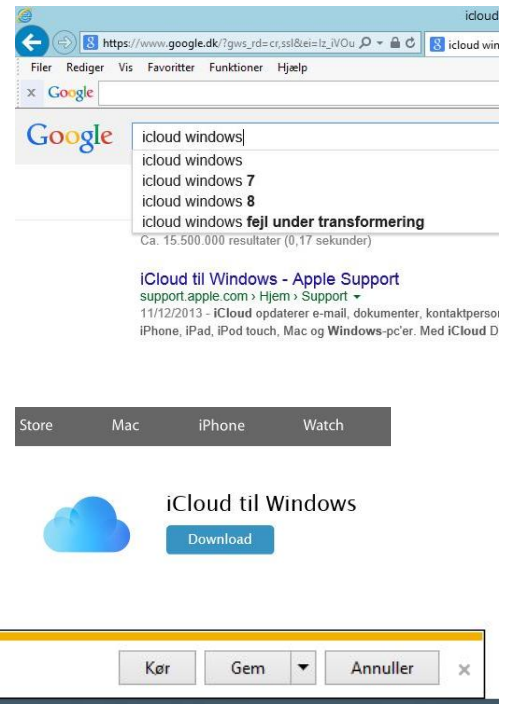 icloud
https://www.google.dk/?gws_rd=cr,ssl&ei=lz_iVOu
icloud win
Filer Rediger Vis Favoritter Funktioner Hjælp
x Google
Google icloud windows
icloud windows
icloud windows 7
icloud windows 8
icloud windows fejl under transformering
Ca. 15.500.000 resultater (0,17 sekunder)
iCloud til Windows - Apple Support
support.apple.com › Hjem › Support
11/12/2013 - iCloud opdaterer e-mail, dokumenter, kontaktperson
iPhone, iPad, iPod touch, Mac og Windows-pc'er. Med iCloud D
Store Mac iPhone Watch
iCloud til Windows
Download
Kør Gem Annuller x